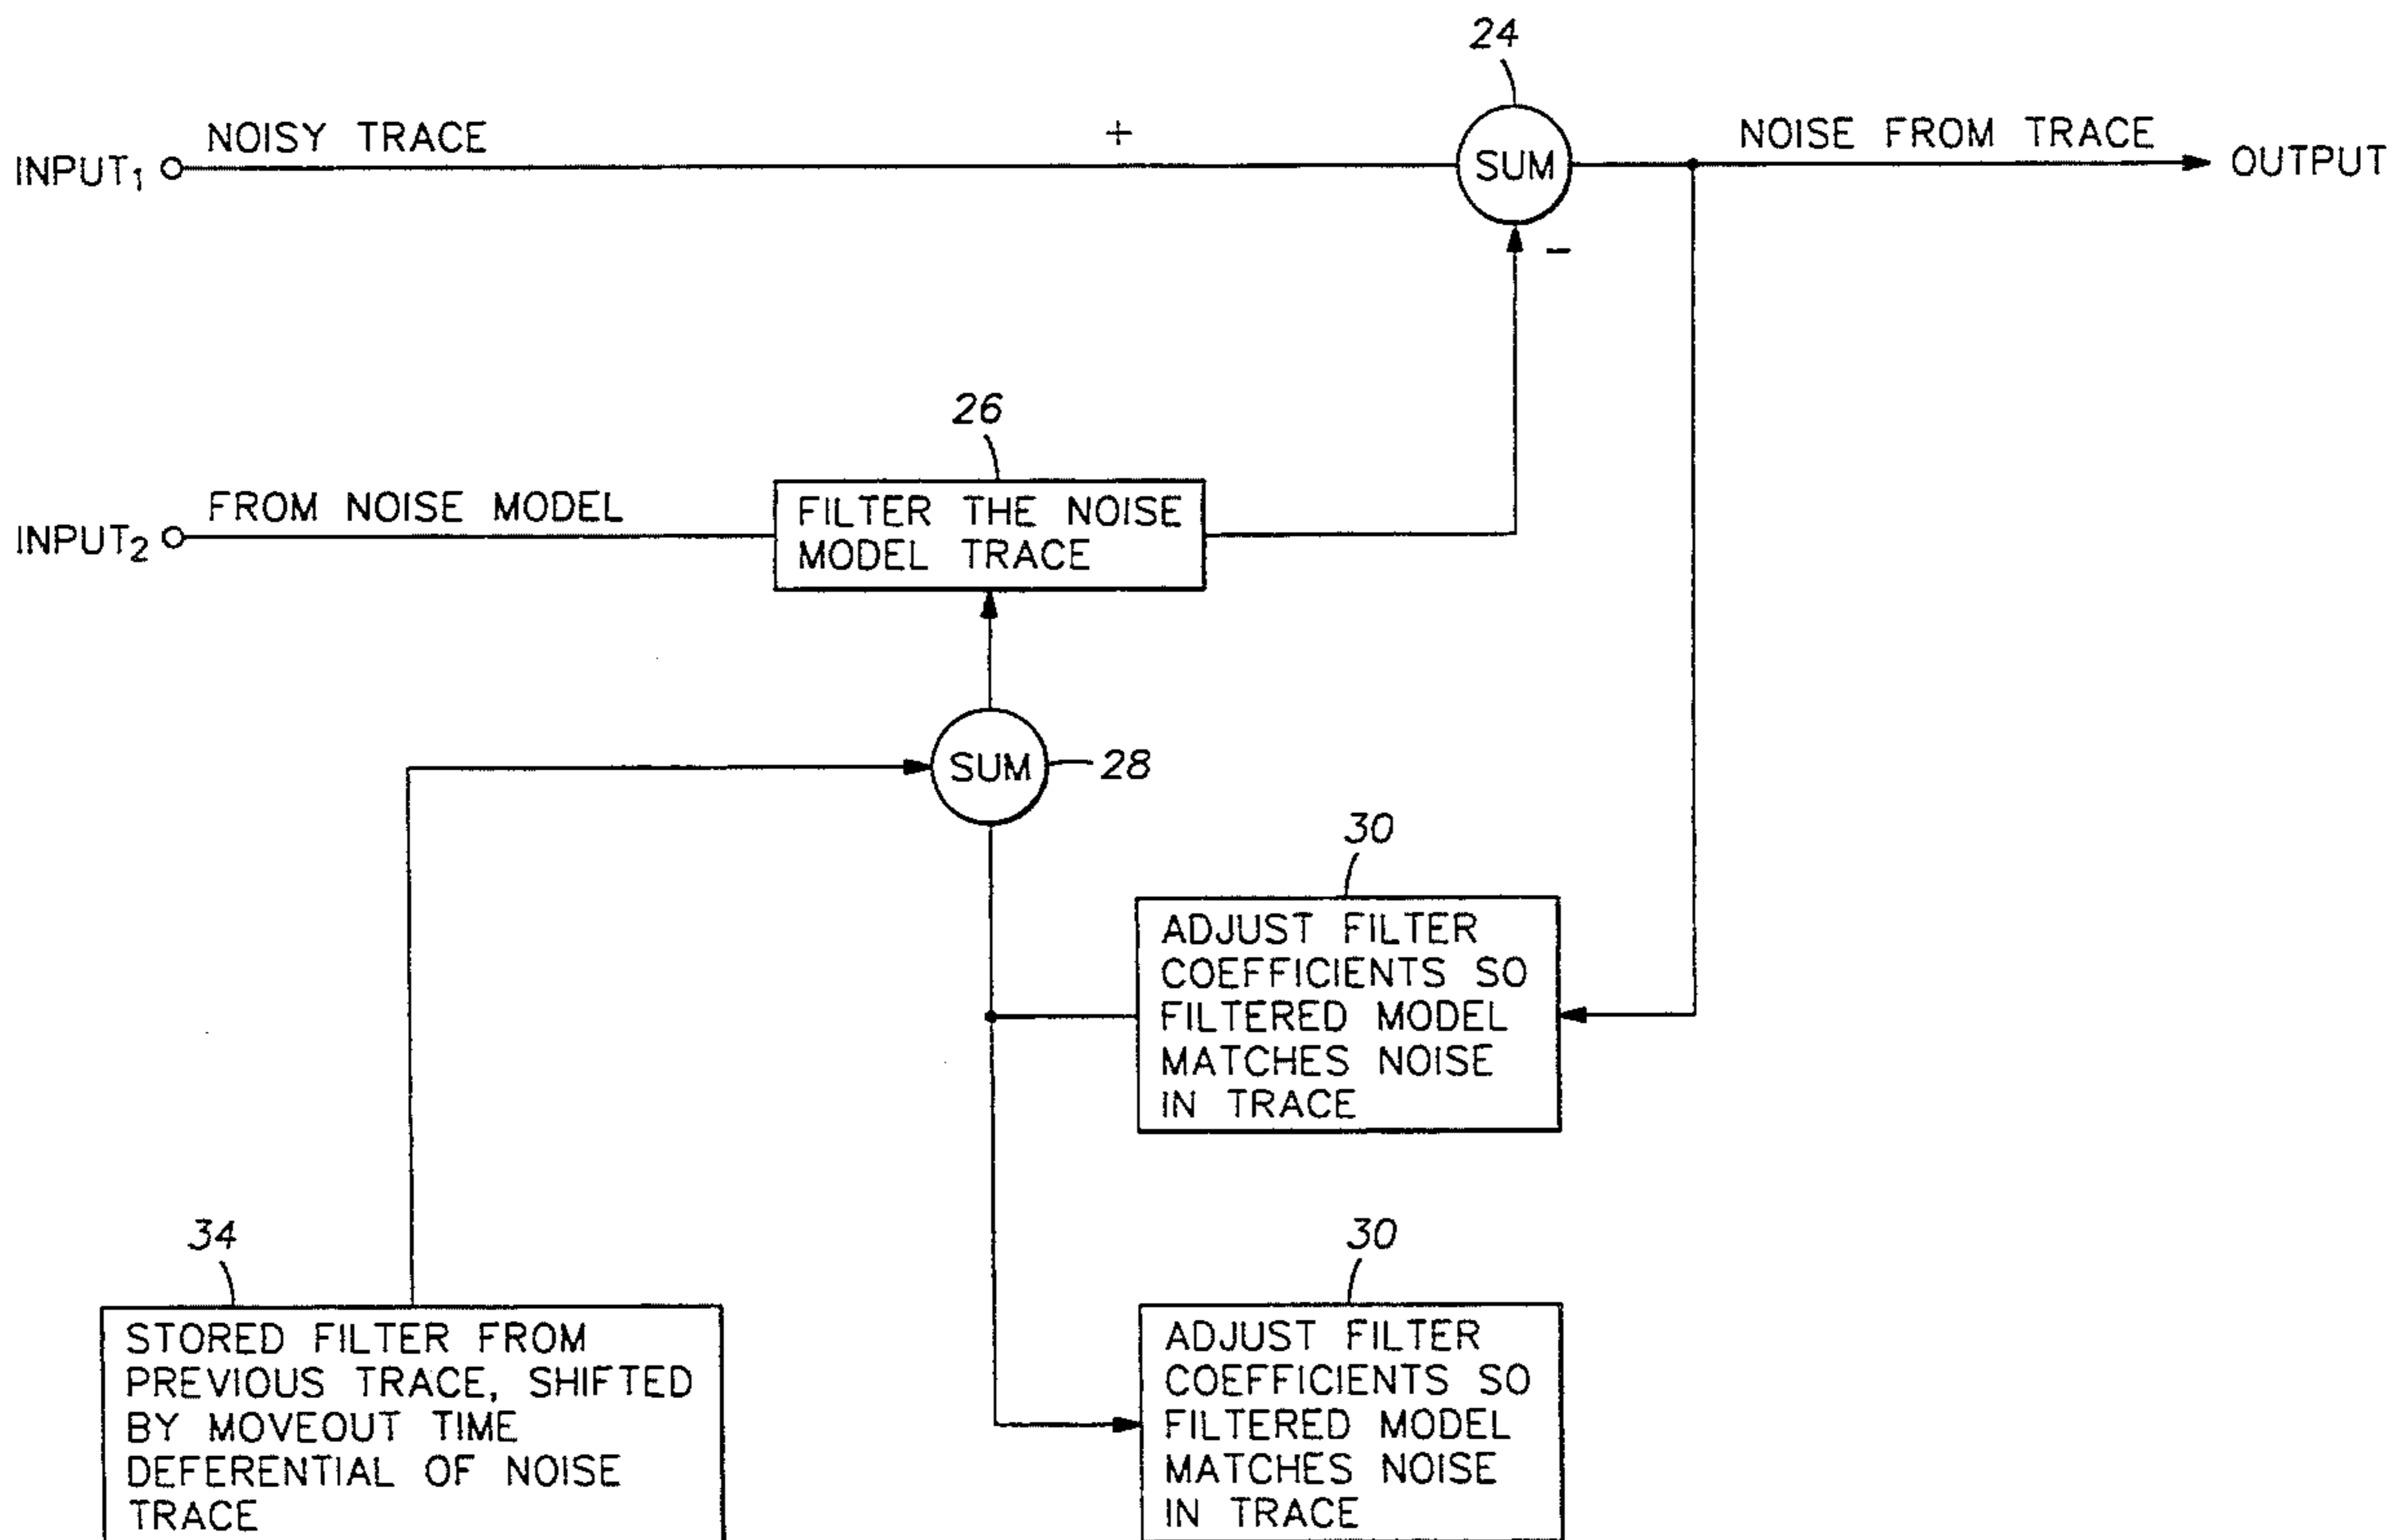 24
NOISY TRACE
+
NOISE FROM TRACE
INPUT₁
SUM
OUTPUT
−
26
FROM NOISE MODEL
INPUT₂
FILTER THE NOISE
MODEL TRACE
SUM
28
30
ADJUST FILTER
COEFFICIENTS SO
FILTERED MODEL
MATCHES NOISE
IN TRACE
34
STORED FILTER FROM
PREVIOUS TRACE, SHIFTED
BY MOVEOUT TIME
DEFERENTIAL OF NOISE
TRACE
30
ADJUST FILTER
COEFFICIENTS SO
FILTERED MODEL
MATCHES NOISE
IN TRACE